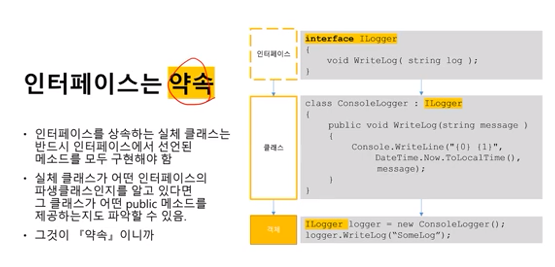 인터페이스는 약속
• 인터페이스를 상속하는 실체 클래스는
반드시 인터페이스에서 선언된
메소드를 모두 구현해야 함
• 실체 클래스가 어떤 인터페이스의
파생클래스인지를 알고 있다면
그 클래스가 어떤 public 메소드를
제공하는지도 파악할 수 있음.
• 그것이 『약속』이니까
인터페이스
interface ILogger
{
void WriteLog( string log );
}
클래스
class ConsoleLogger : ILogger
{
public void WriteLog(string message )
{
Console.WriteLine("{0} {1}",
DateTime.Now.ToLocalTime(),
message);
}
}
객체
ILogger logger = new ConsoleLogger();
logger.WriteLog(“SomeLog”);